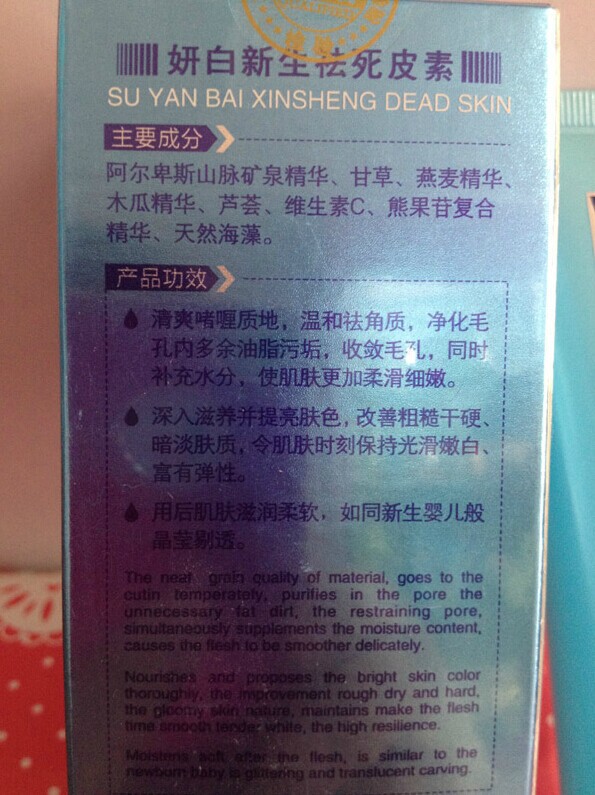 妍白新生祛死皮素
SU YAN BAI XINSHENG DEAD SKIN
主要成分
阿尔卑斯山脉矿泉精华、甘草、燕麦精华、
木瓜精华、芦荟、维生素C、熊果苷复合
精华、天然海藻。
产品功效
清爽啫喱质地，温和祛角质，净化毛
孔内多余油脂污垢，收敛毛孔，同时
补充水分，使肌肤更加柔滑细嫩。
深入滋养并提亮肤色，改善粗糙干硬、
暗淡肤质，令肌肤时刻保持光滑嫩白、
富有弹性。
用后肌肤滋润柔软，如同新生婴儿般
晶莹剔透。
The neat grain quality of material, goes to the
cutin temperately, purifies in the pore the
unnecessary fat dirt, the restraining pore,
simultaneously supplements the moisture content,
causes the flesh to be smoother delicately.
Nourishes and proposes the bright skin color
thoroughly, the improvement rough dry and hard,
the gloomy skin nature, maintains make the flesh
time smooth tender white, the high resilience.
Moistens soft after the flesh, is similar to the
newborn baby is glittering and translucent carving.